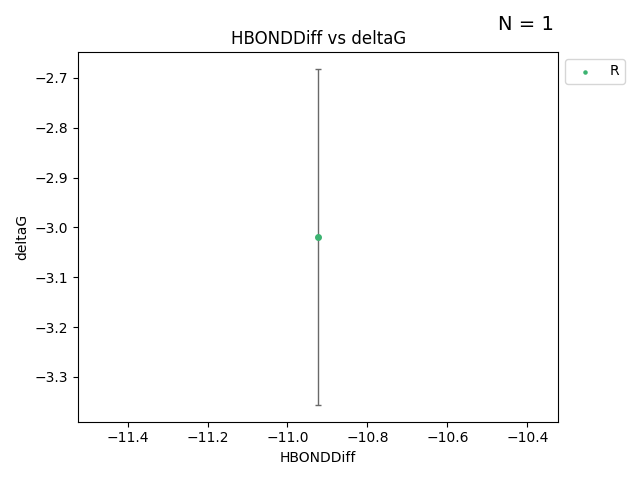 N = 1
HBONDDiff vs deltaG
R
deltaG
−2.7
−2.8
−2.9
−3.0
−3.1
−3.2
−3.3
−11.4 −11.2 −11.0 −10.8 −10.6 −10.4
HBONDDiff